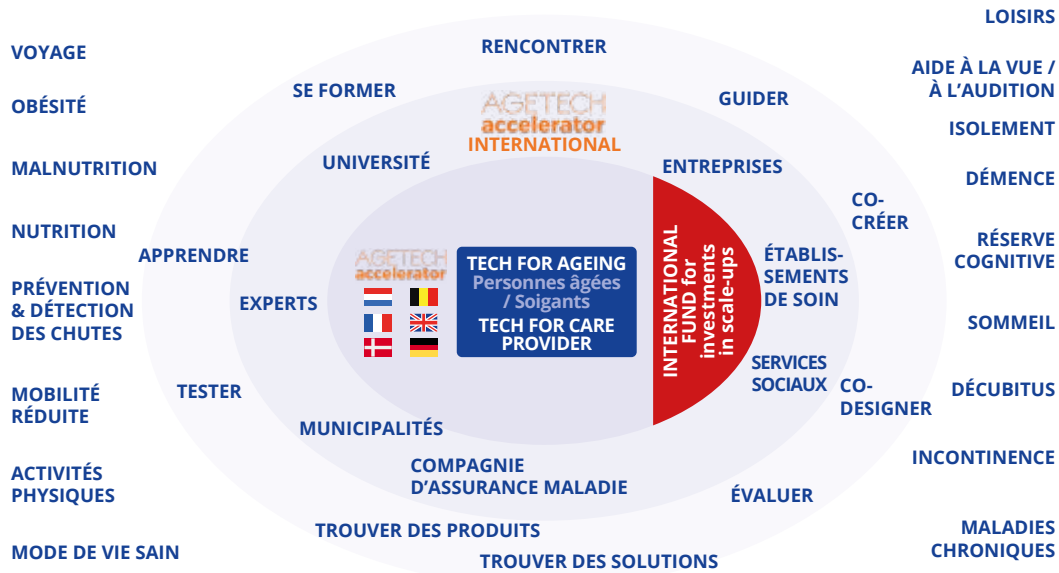 LOISIRS
VOYAGE
RENCONTRER
AIDE À LA VUE /
À L'AUDITION
OBÉSITÉ
SE FORMER
GUIDER
AGETECH
accelerator
INTERNATIONAL
ISOLEMENT
MALNUTRITION
UNIVERSITÉ
ENTREPRISES
DÉMENCE
CO-
CRÉER
NUTRITION
APPRENDRE
RÉSERVE
COGNITIVE
AGETECH
accelerator
TECH FOR AGEING
Personnes âgées
/ Soigants
TECH FOR CARE
PROVIDER
INTERNATIONAL
FUND for
investments
in scale-ups
ÉTABLIS-
SEMENTS
DE SOIN
EXPERTS
PRÉVENTION
& DÉTECTION
DES CHUTES
SOMMEIL
SERVICES
SOCIAUX
MOBILITÉ
RÉDUITE
TESTER
CO-
DESIGNER
DÉCUBITUS
MUNICIPALITÉS
COMPAGNIE
D'ASSURANCE MALADIE
INCONTINENCE
ACTIVITÉS
PHYSIQUES
ÉVALUER
TROUVER DES PRODUITS
MALADIES
CHRONIQUES
MODE DE VIE SAIN
TROUVER DES SOLUTIONS